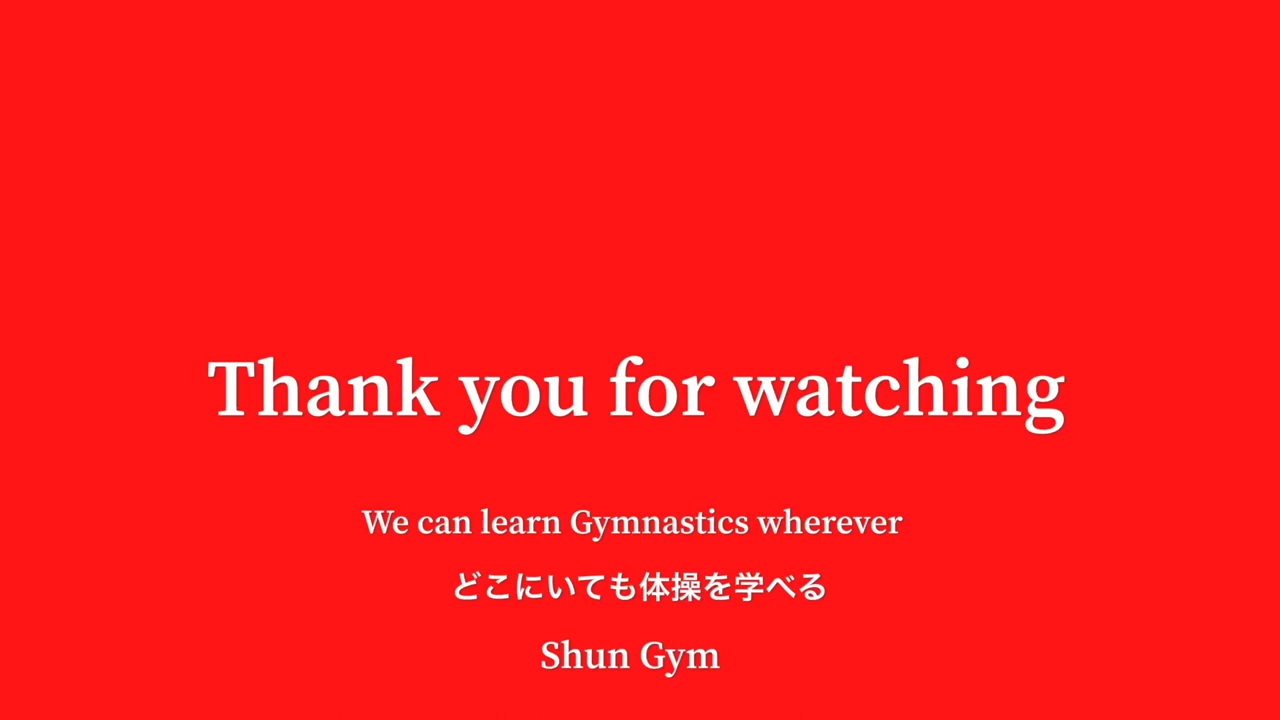 Thank you for watching
We can learn Gymnastics wherever
どこにいても体操を学べる
Shun Gym